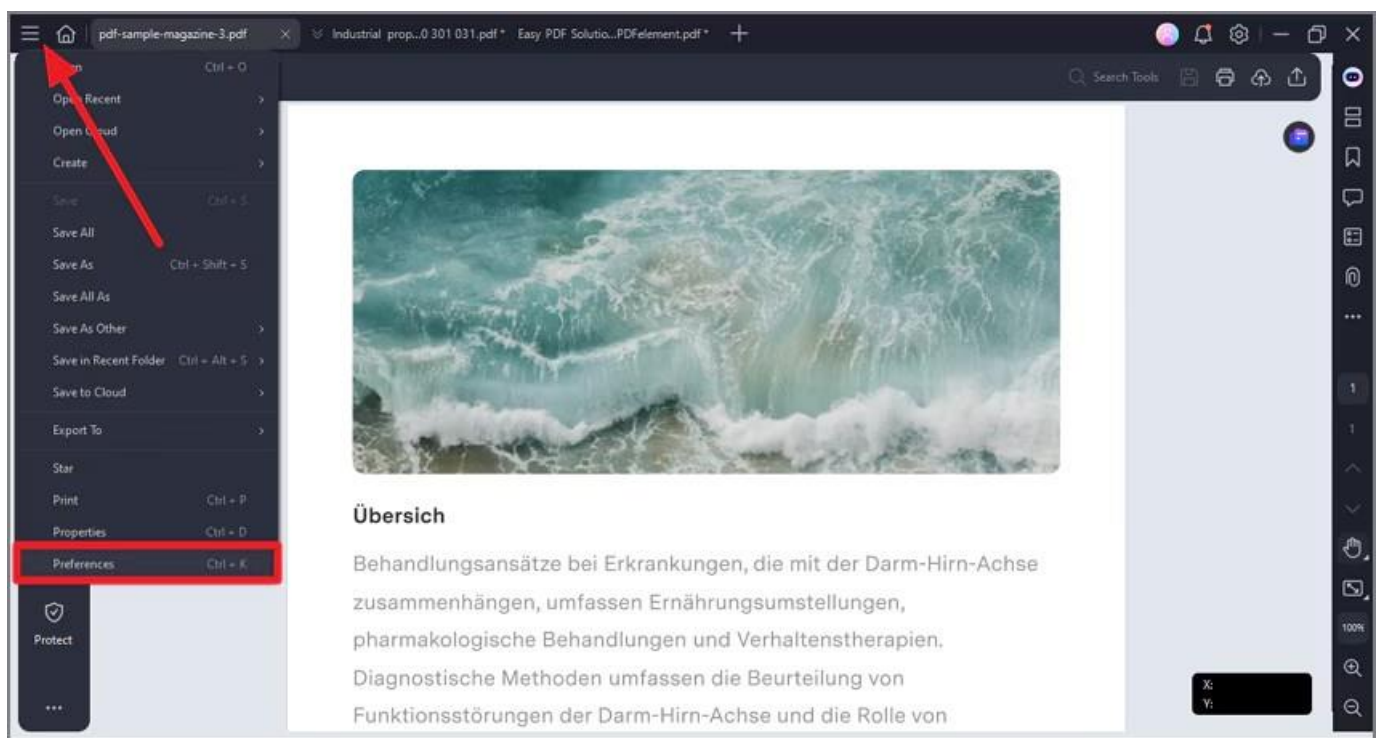 pdf-sample-magazine-3.pdf
Industrial prop...0 301 031.pdf *
Easy PDF Solutio...PDFelement.pdf *
Ctrl + O
Search Tools
Open Recent
Open Cloud
Create
Save Ctrl + S
Save All
Save As Ctrl + Shift + S
Save All As
Save As Other
Save in Recent Folder Ctrl + Alt + S
Save to Cloud
Export To
Star
Print Ctrl + P
Properties Ctrl + D
Preferences Ctrl + K
Protect
Übersich
Behandlungsansätze bei Erkrankungen, die mit der Darm-Hirn-Achse
zusammenhängen, umfassen Ernährungsumstellungen,
pharmakologische Behandlungen und Verhaltenstherapien.
Diagnostische Methoden umfassen die Beurteilung von
Funktionsstörungen der Darm-Hirn-Achse und die Rolle von
1
1
100%
X:
Y: